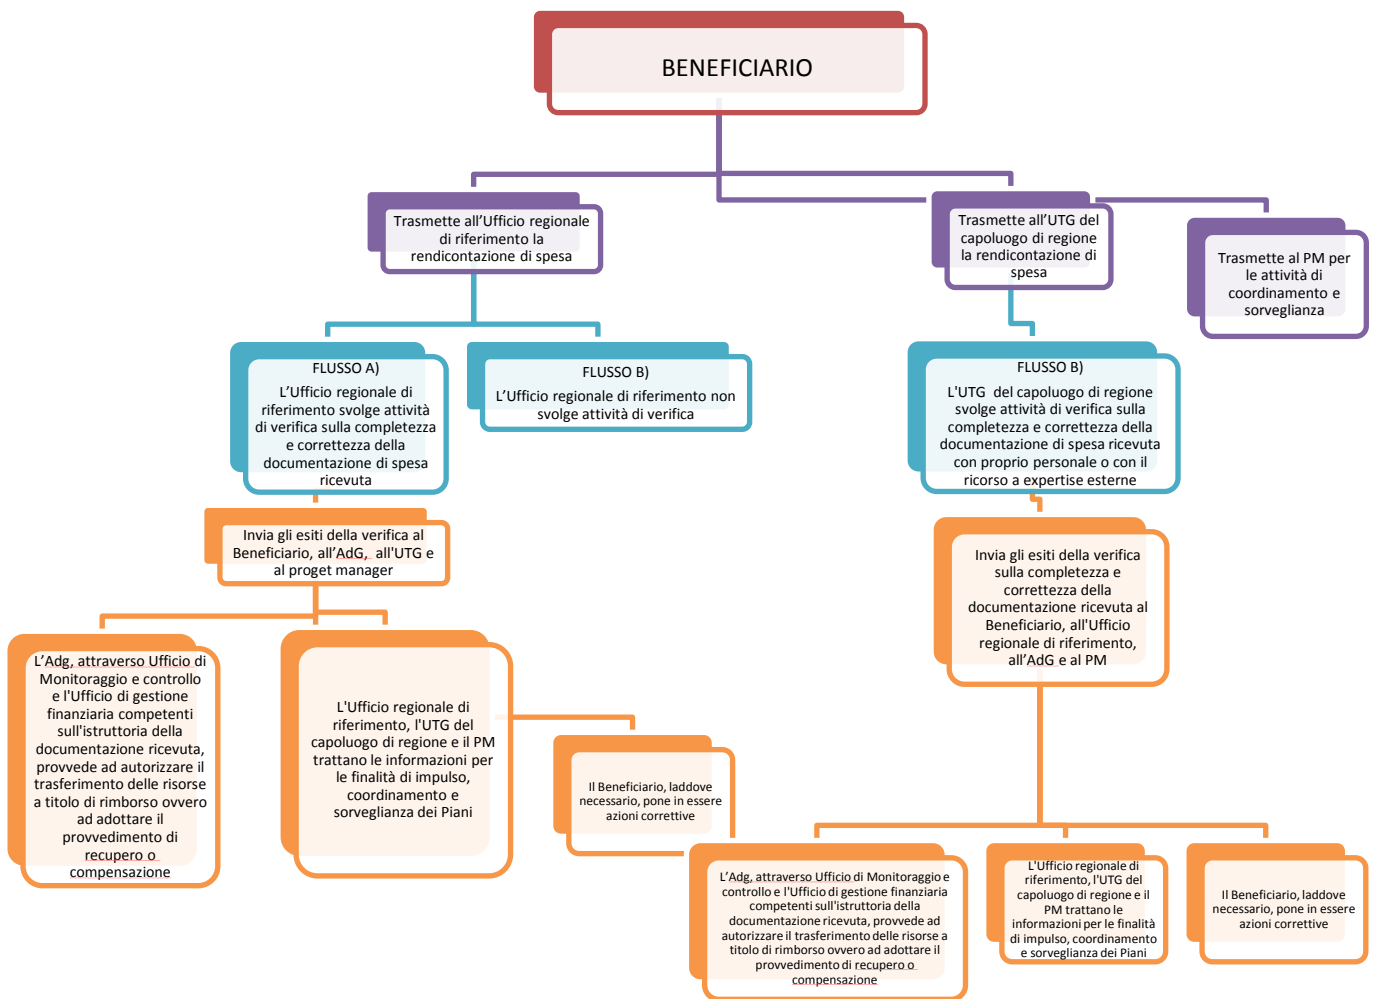 BENEFICIARIO
Trasmette all'Ufficio regionale
di riferimento la
rendicontazione di spesa
Trasmette all'UTG del
capoluogo di regione
la rendicontazione di
spesa
Trasmette al PM per
le attività di
coordinamento e
sorveglianza
FLUSSO A)
L'Ufficio regionale di
riferimento svolge attività
di verifica sulla completezza
e correttezza della
documentazione di spesa
ricevuta
FLUSSO B)
L'Ufficio regionale di riferimento non
svolge attività di verifica
FLUSSO B)
L'UTG  del capoluogo di regione
svolge attività di verifica sulla
completezza e correttezza della
documentazione di spesa ricevuta
con proprio personale o con il
ricorso a expertise esterne
Invia gli esiti della verifica al
Beneficiario, all'AdG,  all'UTG e
al proget manager
Invia gli esiti della verifica
sulla completezza e
correttezza della
documentazione ricevuta al
Beneficiario, all'Ufficio
regionale di riferimento,
all'AdG e al PM
L'Adg, attraverso Ufficio di
Monitoraggio e controllo
e l'Ufficio di gestione
finanziaria competenti
sull'istruttoria della
documentazione ricevuta,
provvede ad autorizzare il
trasferimento delle risorse
a titolo di rimborso ovvero
ad adottare il
provvedimento di
recupero o
compensazione
L'Ufficio regionale di
riferimento, l'UTG del
capoluogo di regione e il PM
trattano le informazioni per
le finalità di impulso,
coordinamento e
sorveglianza dei Piani
Il Beneficiario, laddove
necessario, pone in essere
azioni correttive
L'Adg, attraverso Ufficio di Monitoraggio e
controllo e l'Ufficio di gestione finanziaria
competenti sull'istruttoria della
documentazione ricevuta, provvede ad
autorizzare il trasferimento delle risorse a
titolo di rimborso ovvero ad adottare il
provvedimento di recupero o
compensazione
L'Ufficio regionale di
riferimento, l'UTG del
capoluogo di regione e il
PM trattano le
informazioni per le finalità
di impulso, coordinamento
e sorveglianza dei Piani
Il Beneficiario, laddove
necessario, pone in essere
azioni correttive